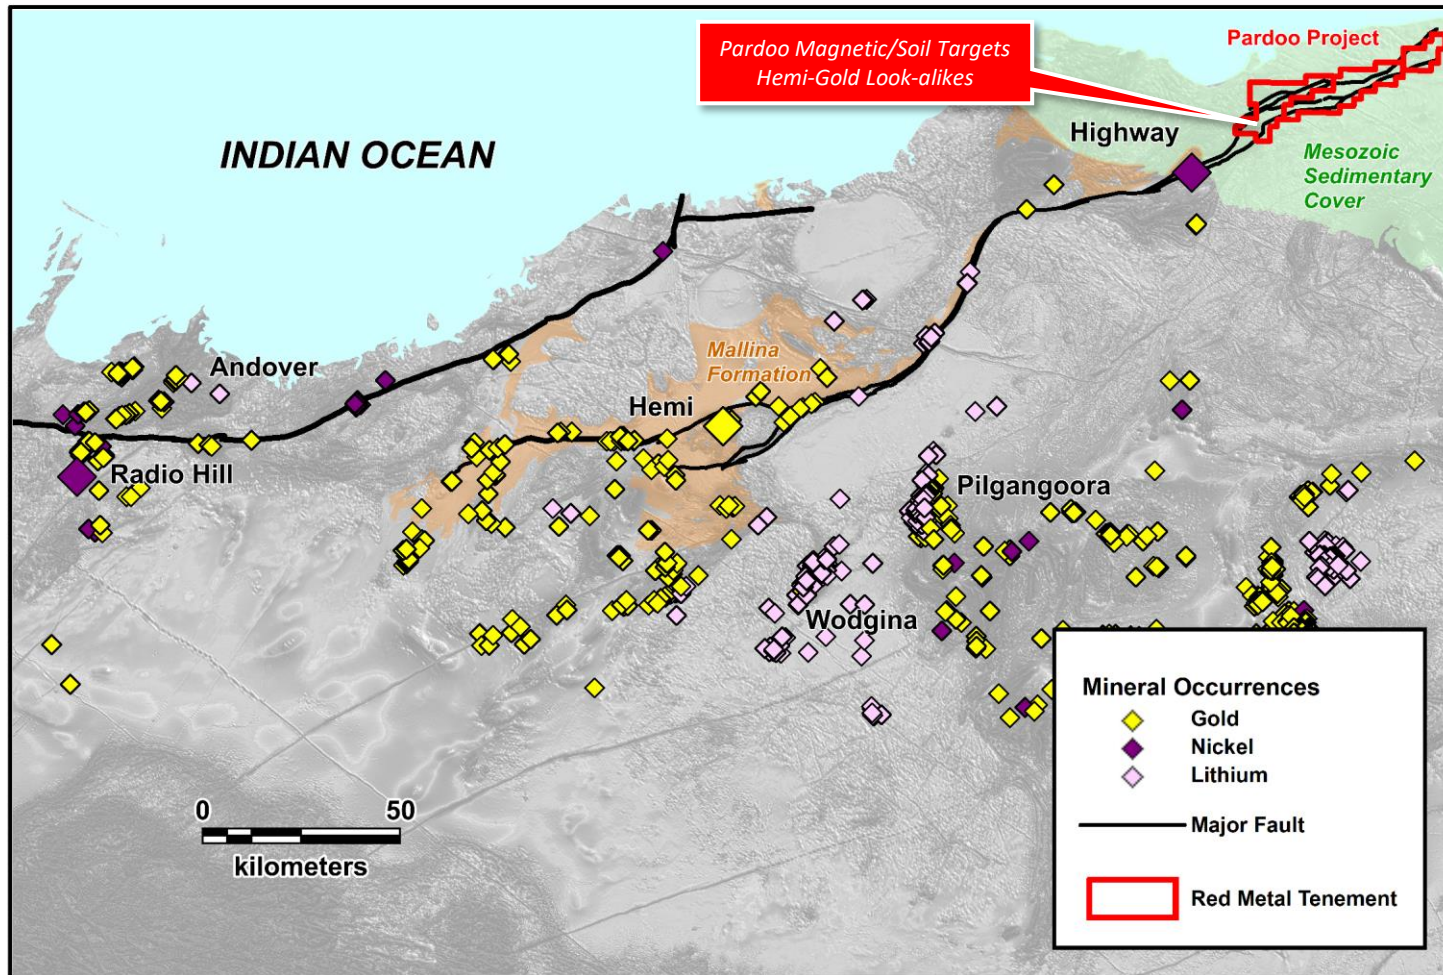 Pardoo Magnetic/Soil Targets
Hemi-Gold Look-alikes
Pardoo Project
Highway
INDIAN OCEAN
Mesozoic
Sedimentary
Cover
Andover
Mallina
Formation
Hemi
Radio Hill
Pilgangoora
Wodgina
Mineral Occurrences
Gold
Nickel
Lithium
Major Fault
Red Metal Tenement
0 50
kilometers